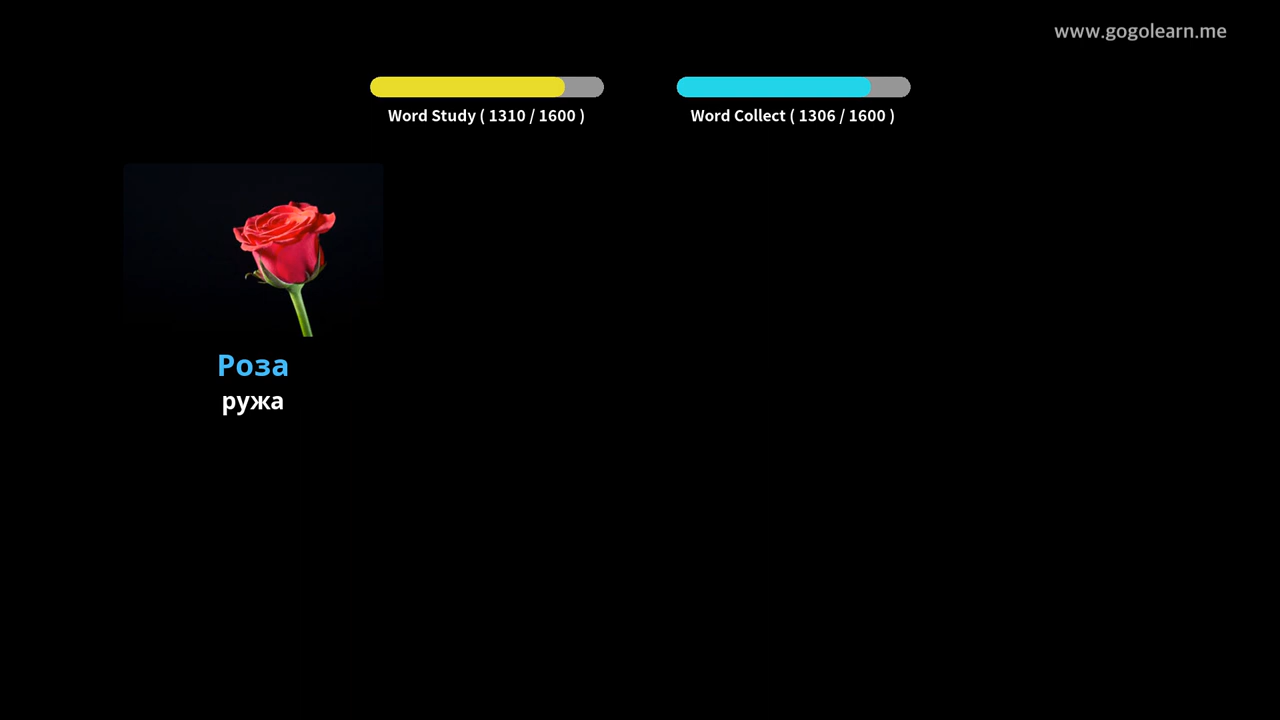 www.gogolearn.me
Word Study ( 1310 / 1600 )
Word Collect ( 1306 / 1600 )
Роза
ружа